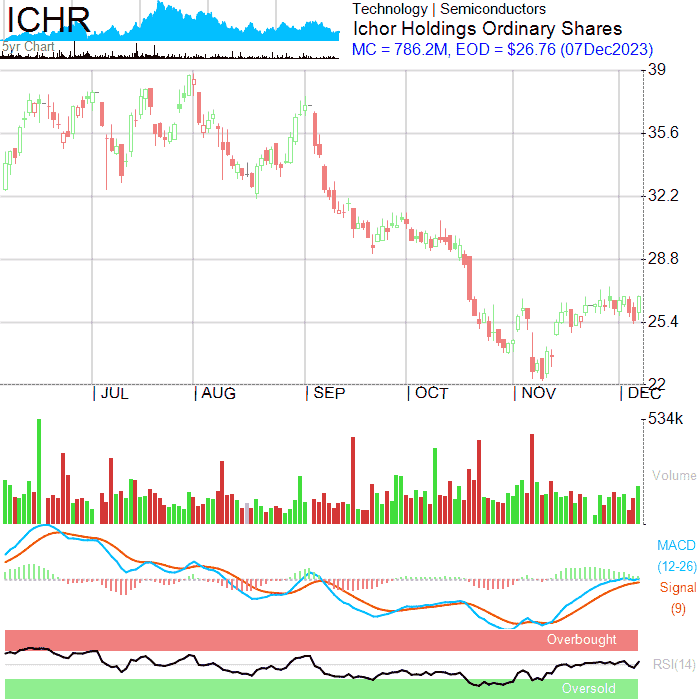 ICHR
5yr Chart
Technology | Semiconductors
Ichor Holdings Ordinary Shares
MC = 786.2M, EOD = $26.76 (07Dec2023)
39
35.6
32.2
28.8
25.4
22
JUL AUG SEP OCT NOV DEC
534k
Volume
MACD
(12-26)
Signal
(9)
Overbought
RSI(14)
Oversold